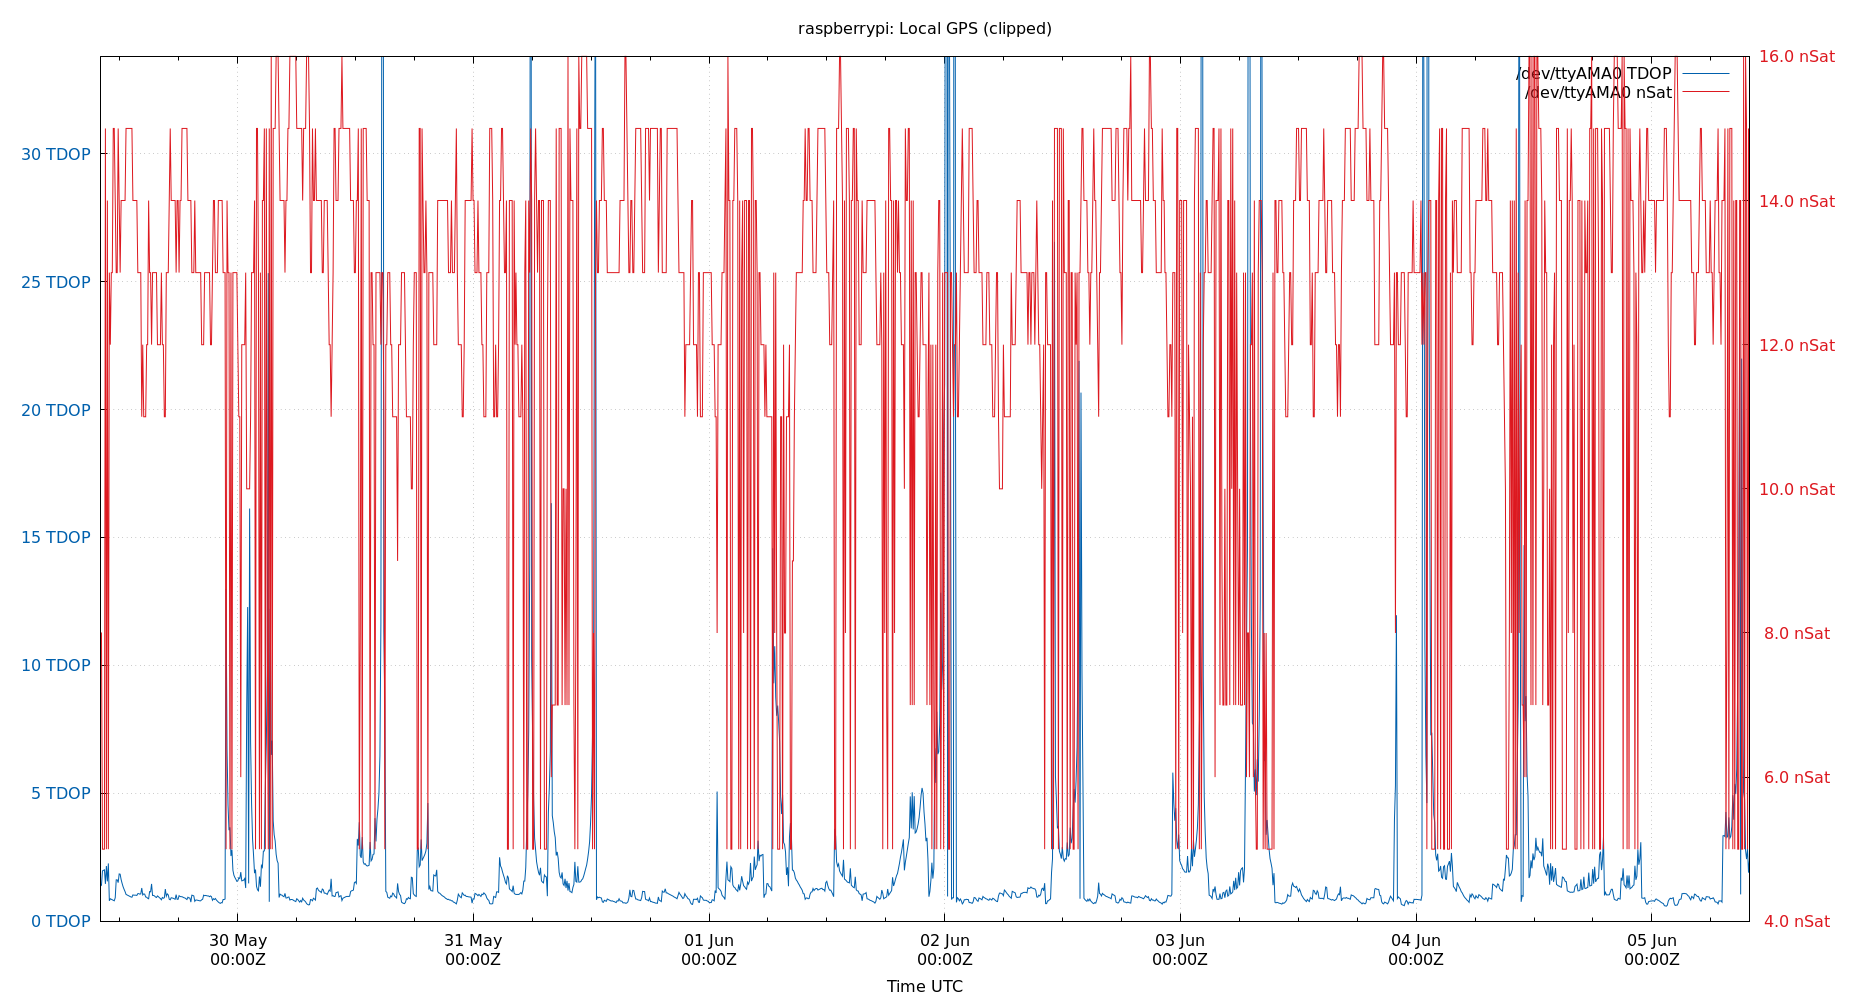 raspberrypi: Local GPS (clipped)
16.0 nSat
/dev/ttyAMA0 TDOP
/dev/ttyAMA0 nSat
30 TDOP
14.0 nSat
25 TDOP
12.0 nSat
20 TDOP
10.0 nSat
15 TDOP
8.0 nSat
10 TDOP
6.0 nSat
5 TDOP
0 TDOP
4.0 nSat
30 May 31 May 01 Jun 02 Jun 03 Jun 04 Jun 05 Jun
00:00Z 00:00Z 00:00Z 00:00Z 00:00Z 00:00Z 00:00Z
Time UTC